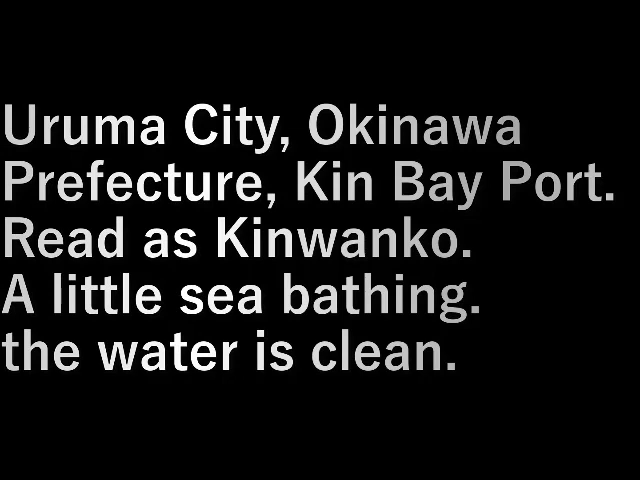 Uruma City, Okinawa
Prefecture, Kin Bay Port.
Read as Kinwanko.
A little sea bathing.
the water is clean.